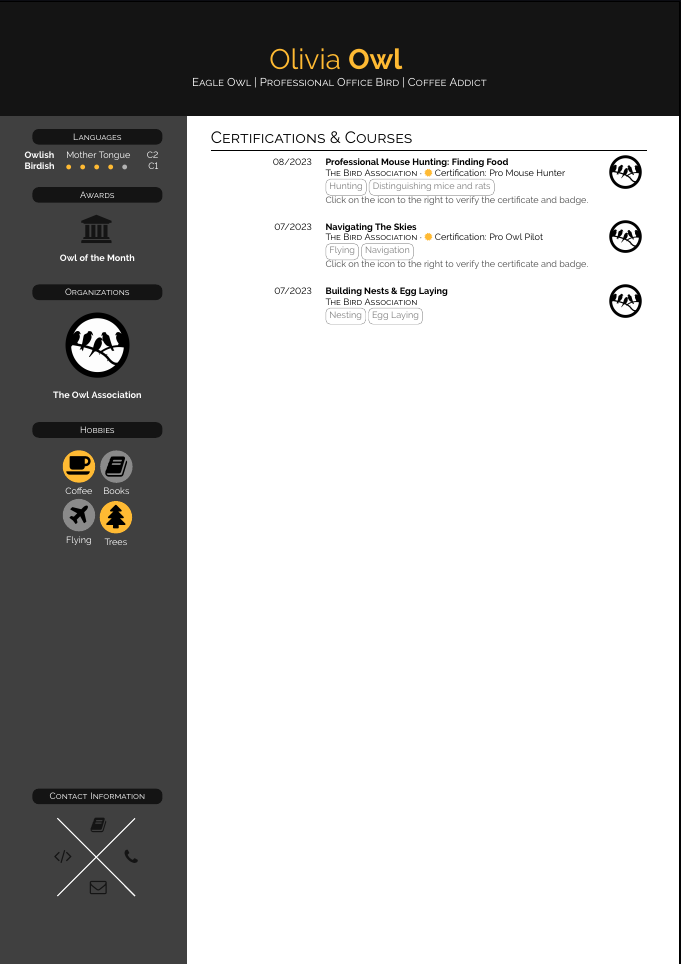 Olivia Owl
Eagle Owl | Professional Office Bird | Coffee Addict
Languages
Owlish Mother Tongue C2
Birdish C1
Awards
Owl of the Month
Organizations
The Owl Association
Hobbies
Coffee Books
Flying Trees
Contact Information
Certifications & Courses
08/2023 Professional Mouse Hunting: Finding Food
The Bird Association · Certification: Pro Mouse Hunter
Hunting Distinguishing mice and rats
Click on the icon to the right to verify the certificate and badge.
07/2023 Navigating The Skies
The Bird Association · Certification: Pro Owl Pilot
Flying Navigation
Click on the icon to the right to verify the certificate and badge.
07/2023 Building Nests & Egg Laying
The Bird Association
Nesting Egg Laying